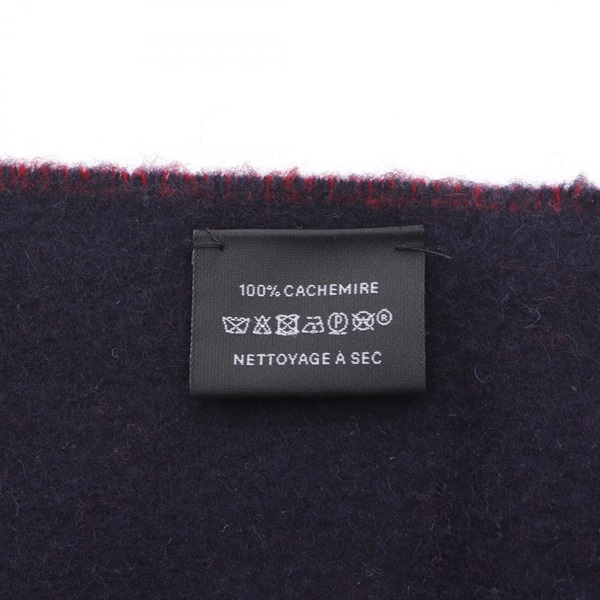 100% CACHEMIRE
P W ®
NETTOYAGE À SEC